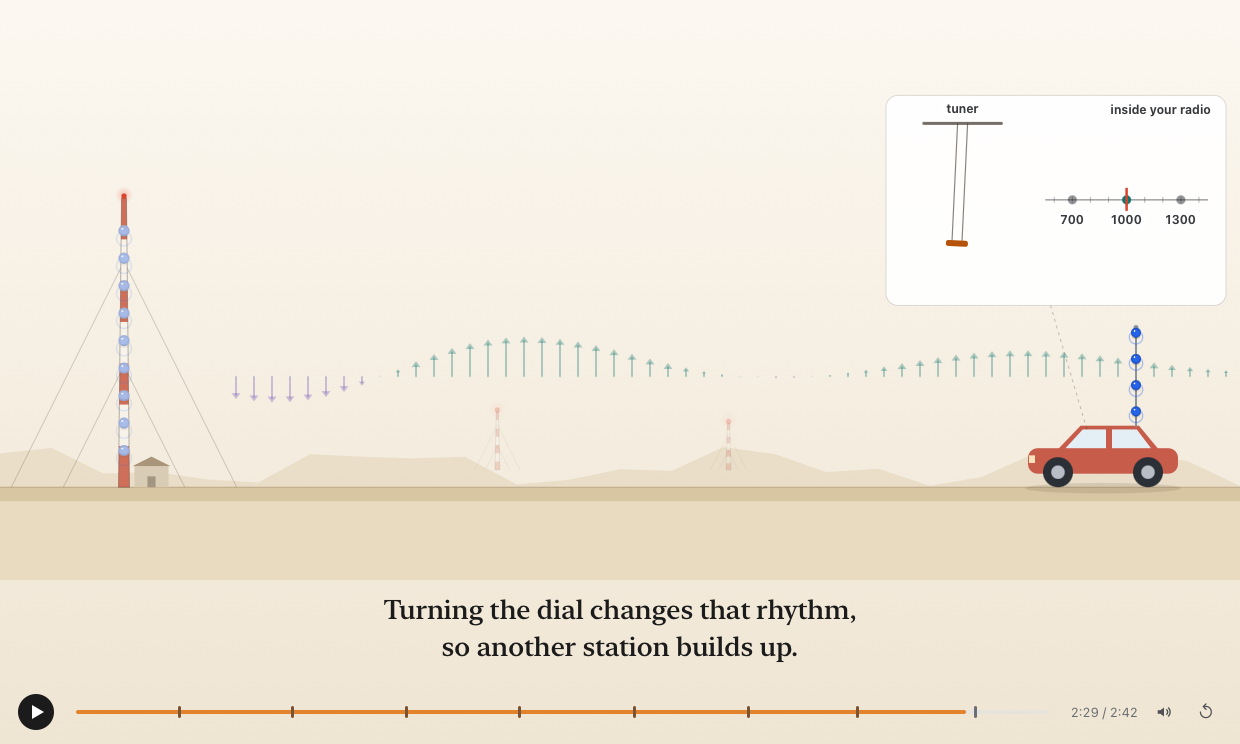 tuner
inside your radio
700 1000 1300
Turning the dial changes that rhythm,
so another station builds up.
2:29 / 2:42